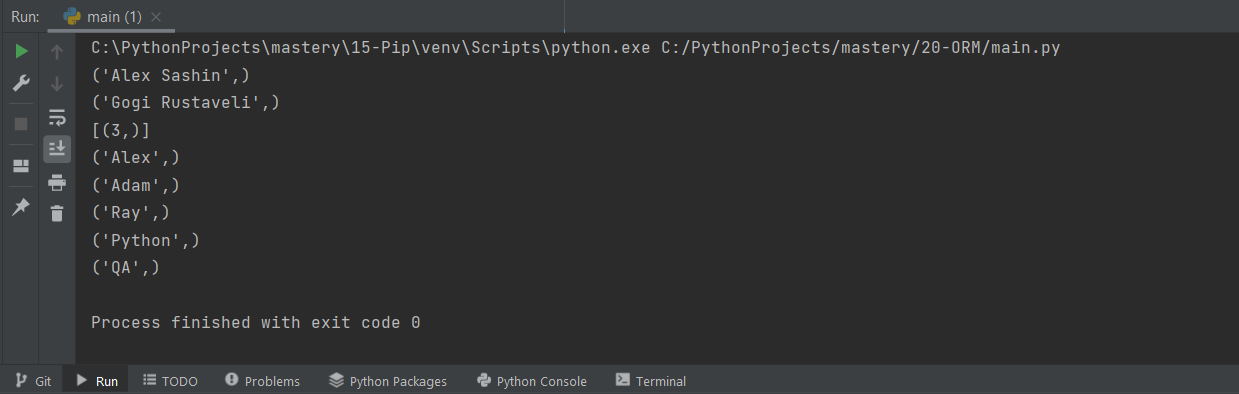 Run: main (1)
C:\PythonProjects\mastery\15-Pip\venv\Scripts\python.exe C:/PythonProjects/mastery/20-ORM/main.py
('Alex Sashin',)
('Gogi Rustaveli',)
[(3,)]
('Alex',)
('Adam',)
('Ray',)
('Python',)
('QA',)
Process finished with exit code 0
Git Run TODO Problems Python Packages Python Console Terminal